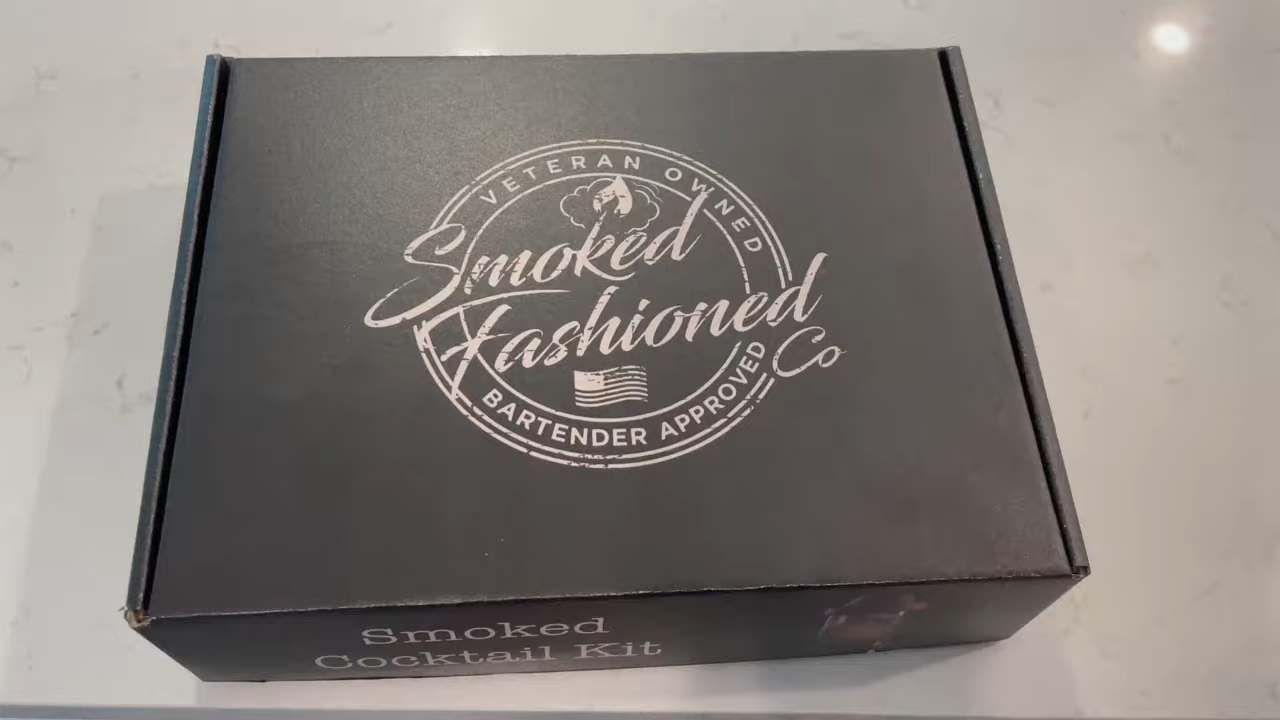 VETERAN OWNED
Smoked
Fashioned
Co
BARTENDER APPROVED
Smoked
Cocktail Kit